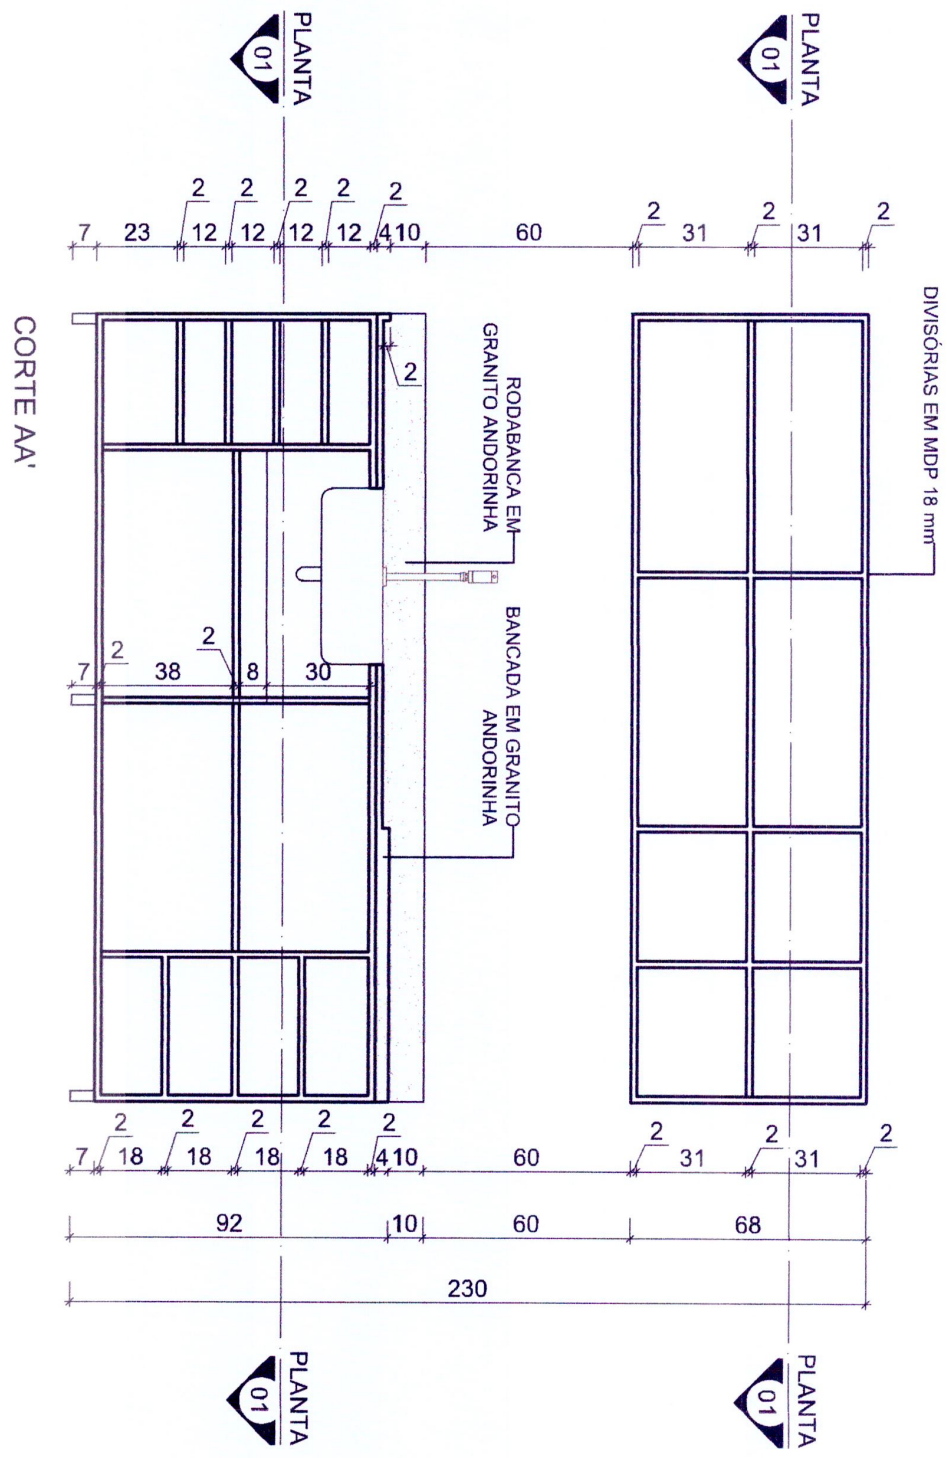 PLANTA
01
PLANTA
01
2 2 2 2 2 2 2 2
7 23 12 12 12 12 4 10 60 31 31
DIVISÓRIAS EM MDP 18 mm
2
RODABANCA EM
GRANITO ANDORINHA
CORTE AA'
2 2
7 38 8 30
BANCADA EM GRANITO
ANDORINHA
2 2 2 2 2 2 2 2
7 18 18 18 18 4 10 60 31 31
92 10 60 68
230
PLANTA
01
PLANTA
01